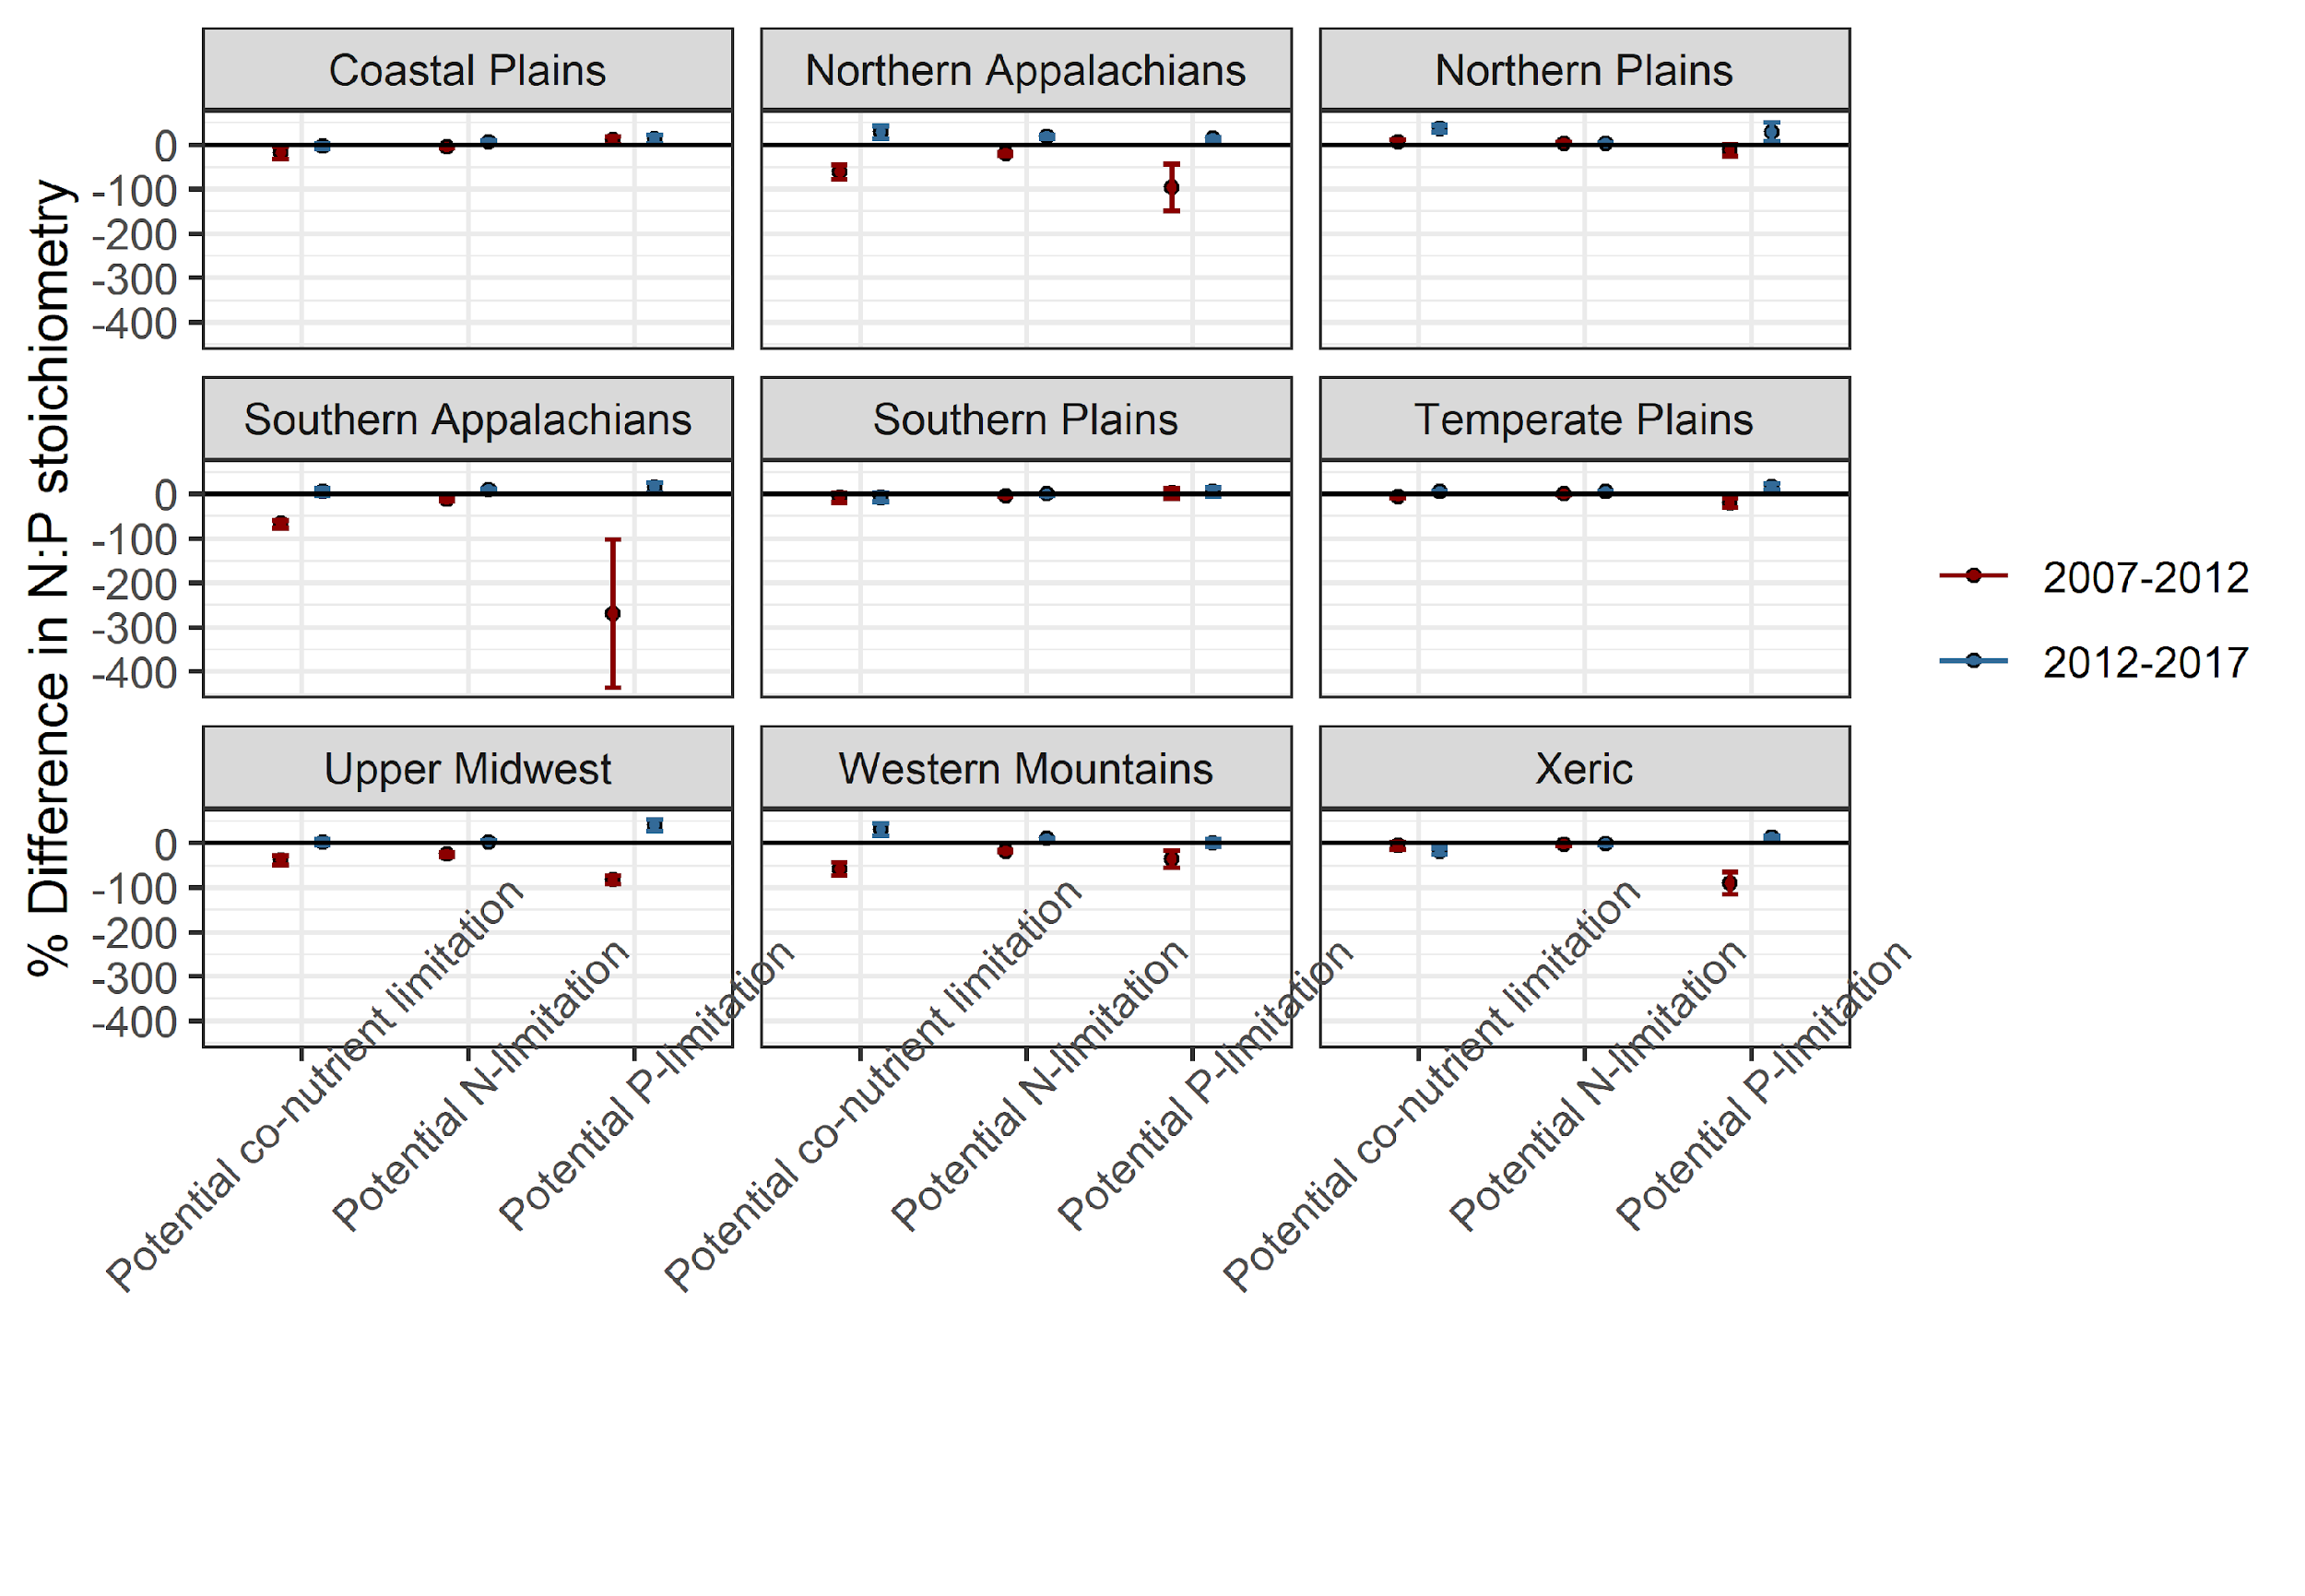 Coastal Plains
Northern Appalachians
Northern Plains
0
-100
-200
-300
-400
Southern Appalachians
Southern Plains
Temperate Plains
0
-100
-200
-300
-400
Upper Midwest
Western Mountains
Xeric
0
-100
-200
-300
-400
% Difference in N:P stoichiometry
Potential co-nutrient limitation
Potential N-limitation
Potential P-limitation
Potential co-nutrient limitation
Potential N-limitation
Potential P-limitation
Potential co-nutrient limitation
Potential N-limitation
Potential P-limitation
2007-2012
2012-2017